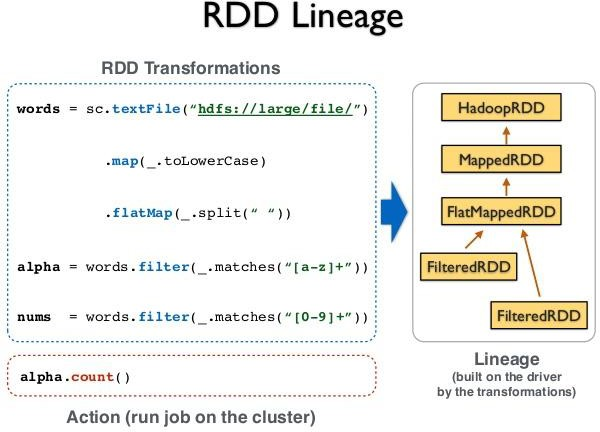 RDD Lineage
RDD Transformations
words = sc.textFile(“hdfs://large/file/”)
.map(_.toLowerCase)
.flatMap(_.split(“ “))
alpha = words.filter(_.matches(“[a-z]+”))
nums  = words.filter(_.matches(“[0-9]+”))
alpha.count()
Action (run job on the cluster)
HadoopRDD
MappedRDD
FlatMappedRDD
FilteredRDD
FilteredRDD
Lineage
(built on the driver
by the transformations)